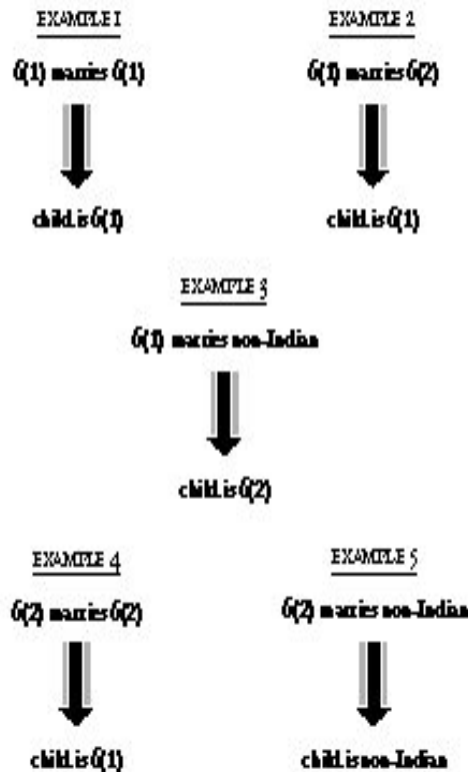 EXAMPLE 1
6(1) marries 6(1)
child is 6(1)
EXAMPLE 2
6(1) marries 6(2)
child is 6(1)
EXAMPLE 3
6(1) marries non-Indian
child is 6(2)
EXAMPLE 4
6(2) marries 6(2)
child is 6(1)
EXAMPLE 5
6(2) marries non-Indian
child is non-Indian